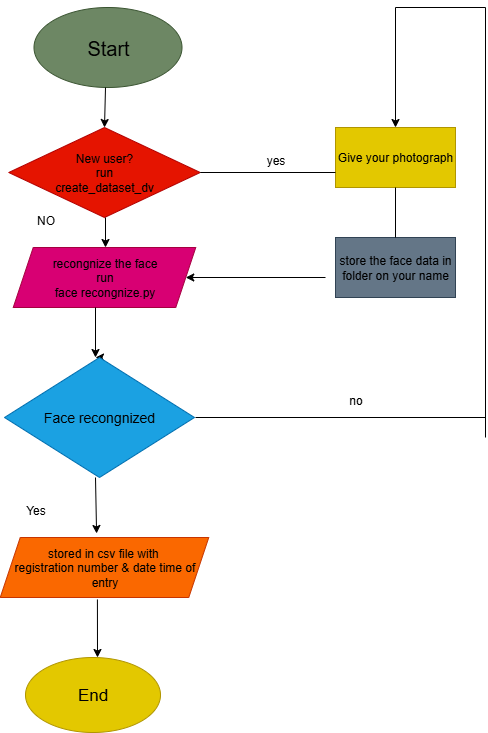 Start
New user?
run
create_dataset_dv
yes
Give your photograph
NO
recongnize the face
run
face recongnize.py
store the face data in
folder on your name
Face recongnized
no
Yes
stored in csv file with
registration number & date time of
entry
End